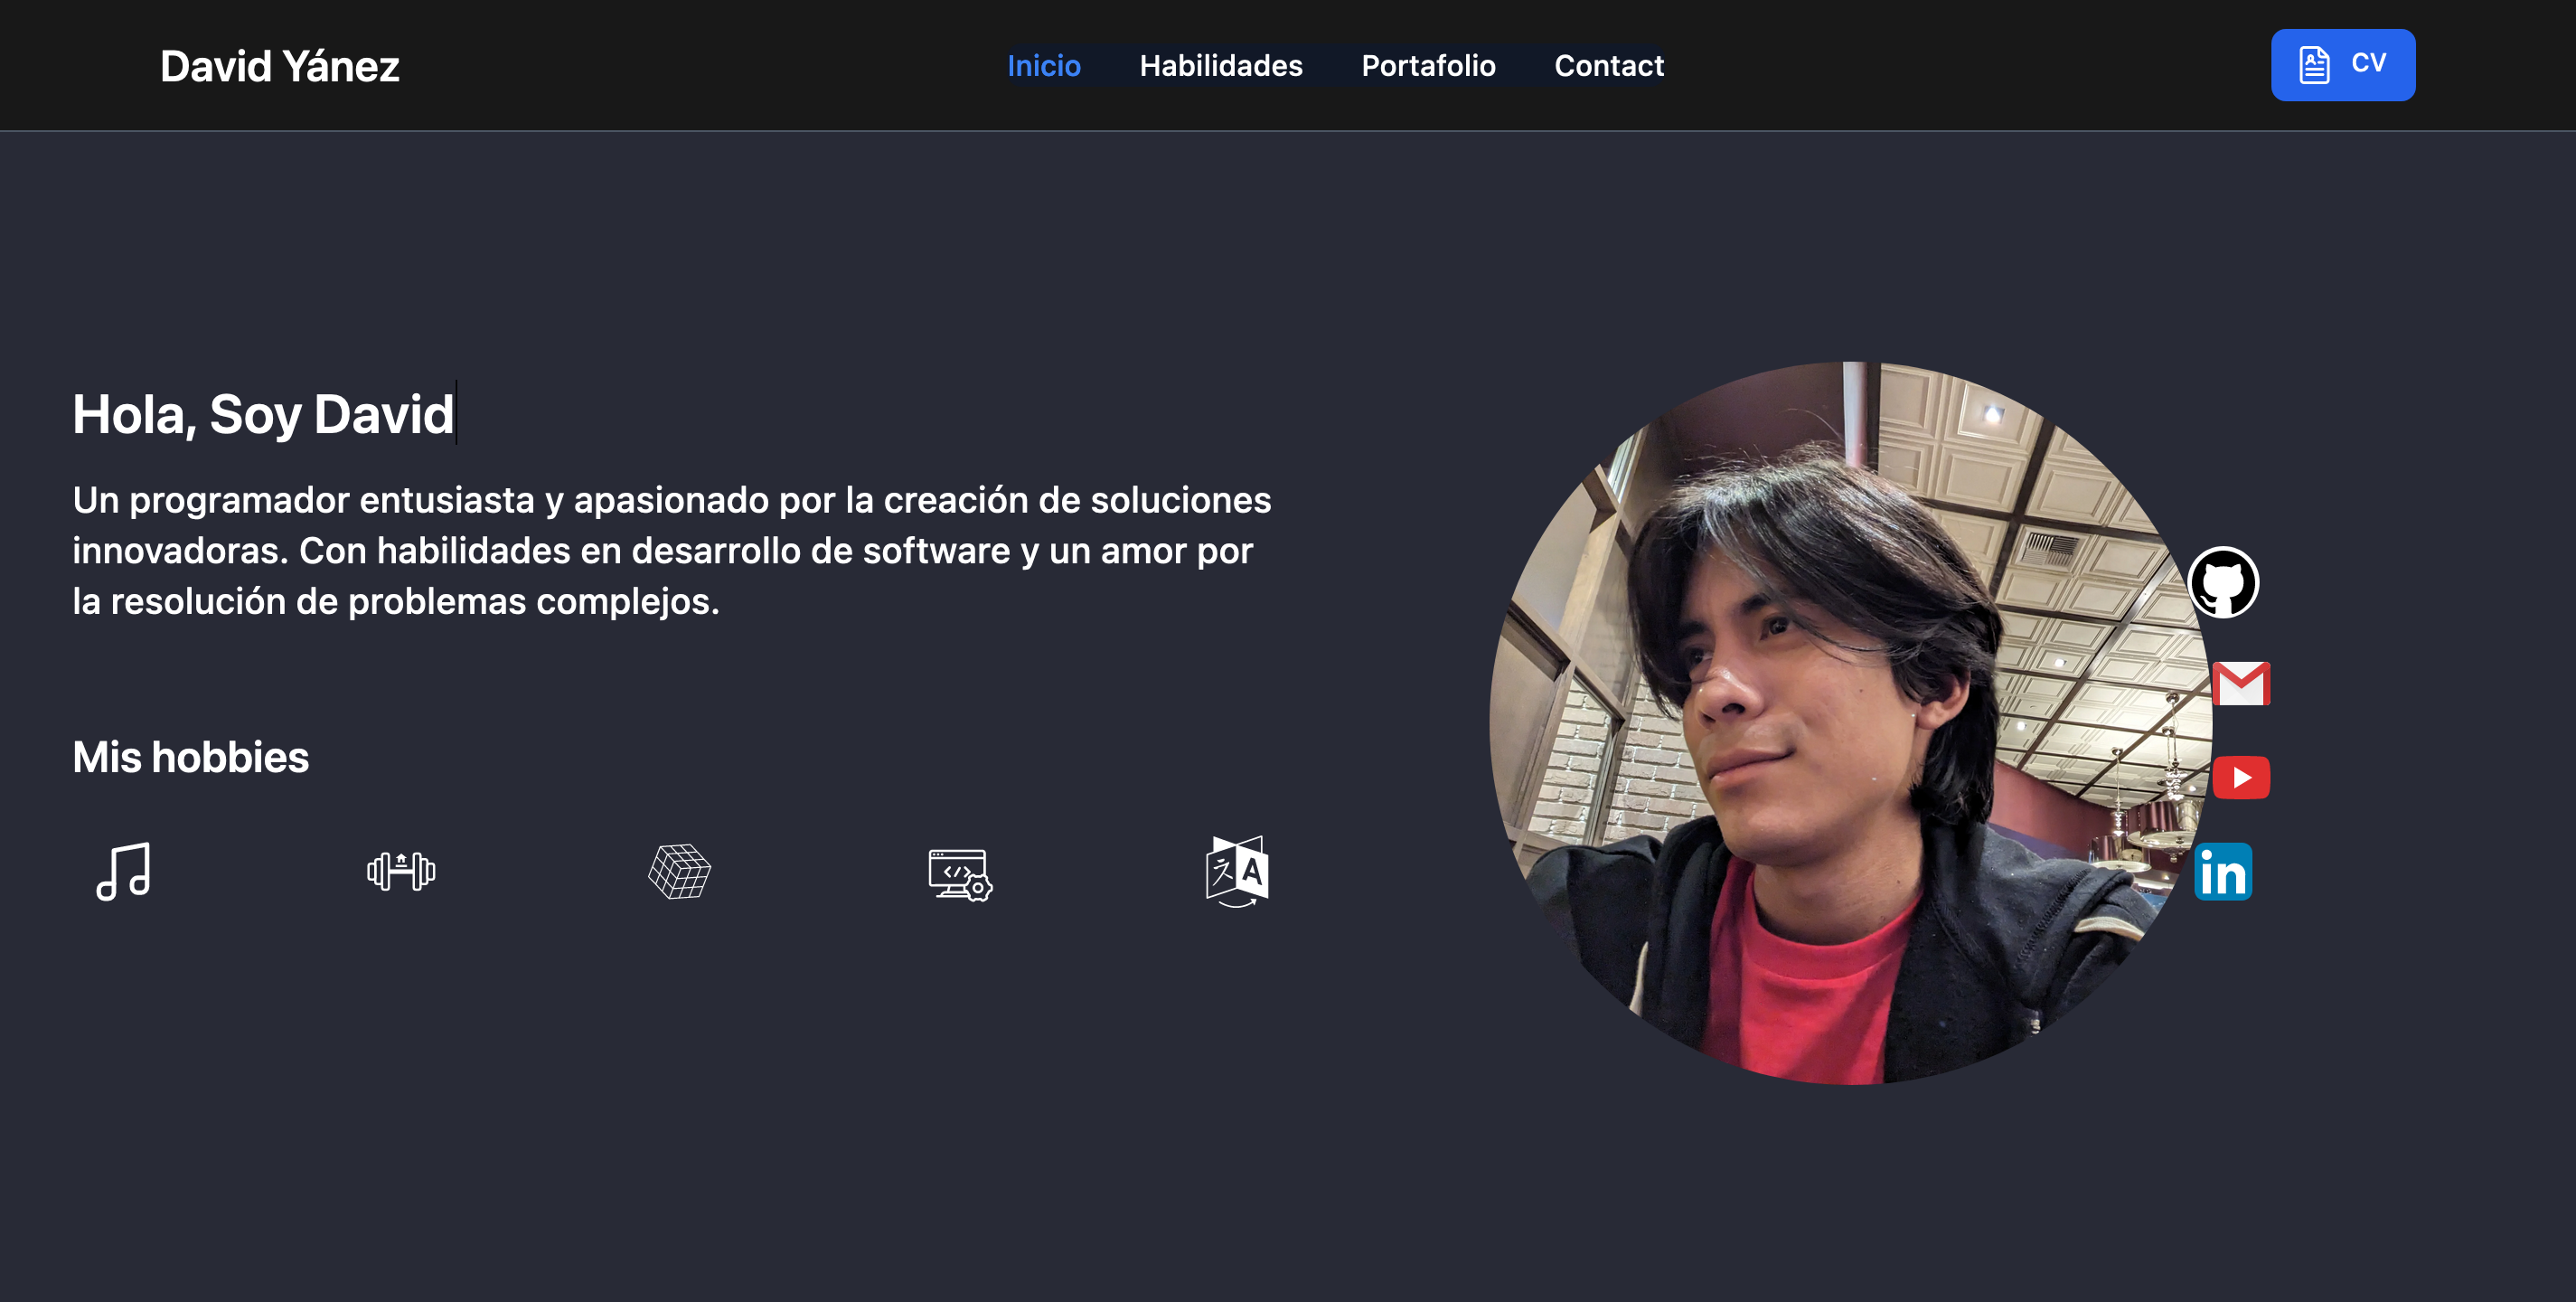 David Yánez
Inicio
Habilidades
Portafolio
Contact
CV
Hola, Soy David
Un programador entusiasta y apasionado por la creación de soluciones
innovadoras. Con habilidades en desarrollo de software y un amor por
la resolución de problemas complejos.
Mis hobbies
A
in